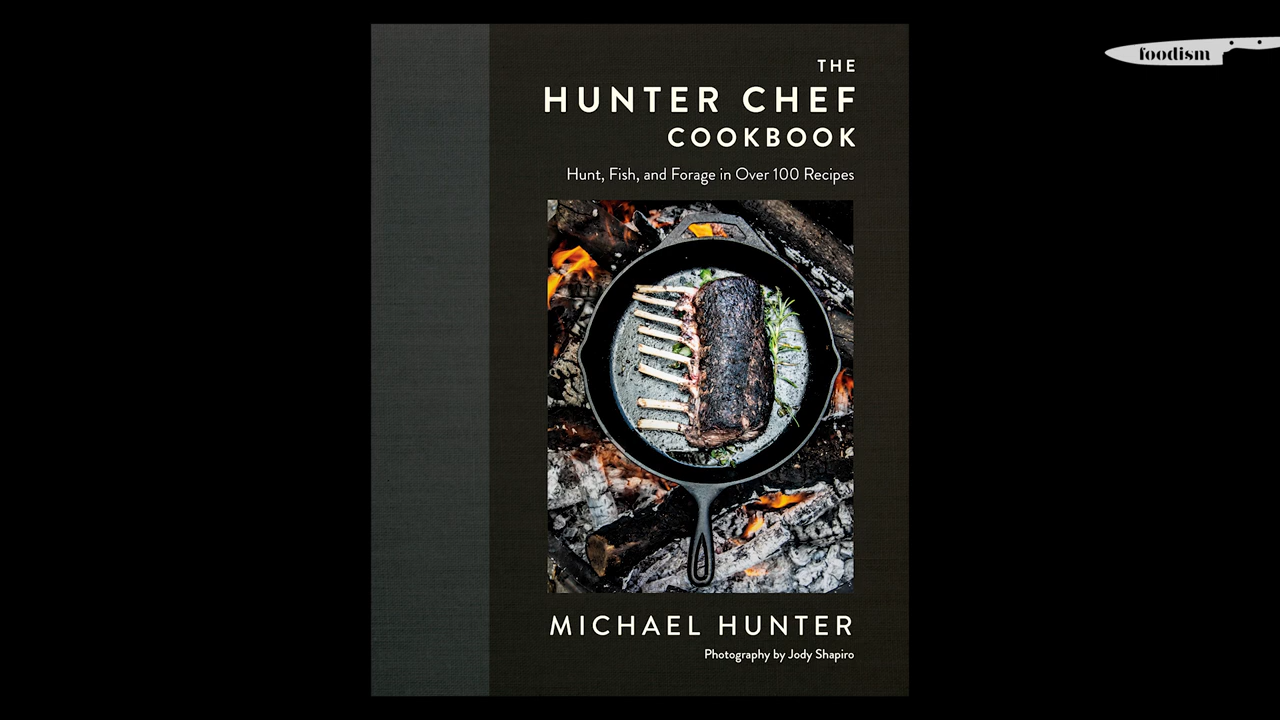 THE
HUNTER CHEF
COOKBOOK
Hunt, Fish, and Forage in Over 100 Recipes
MICHAEL HUNTER
Photography by Jody Shapiro
foodism